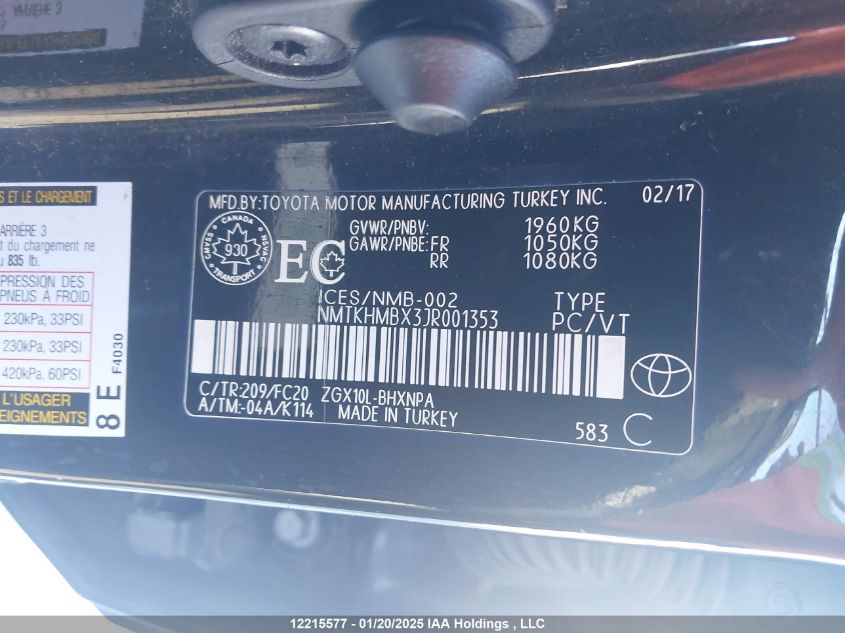 S ET LE CHARGEMENT
ARRIÈRE 3
t du chargement ne
u 835 lb.
PRESSION DES
PNEUS A FROID
230kPa, 33PSI
230kPa, 33PSI
420kPa, 60PSI
L'USAGER
EIGNEMENTS
8 E F4030
MFD.BY:TOYOTA MOTOR MANUFACTURING TURKEY INC. 02/17
CANADA
CMVSS 930 NSVAC
TRANSPORT
EC
GVWR/PNBV: 1960KG
GAWR/PNBE:FR 1050KG
RR 1080KG
ICES/NMB-002 TYPE
NMTKHMBX3JR001353 PC/VT
C/TR:209/FC20 ZGX10L-BHXNPA
A/TM:-04A/K114 MADE IN TURKEY
583 C
12215577 - 01/20/2025 IAA Holdings , LLC